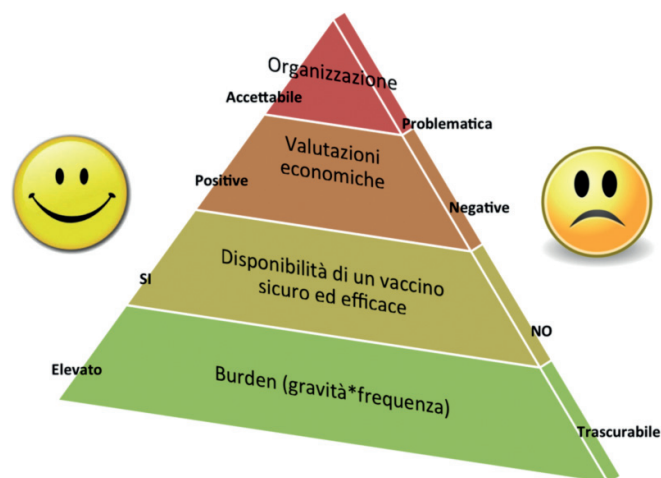 Organizzazione
Accettabile
Problematica
Valutazioni
economiche
Positive
Negative
Disponibilità di un vaccino
sicuro ed efficace
SI
NO
Burden (gravità*frequenza)
Elevato
Trascurabile